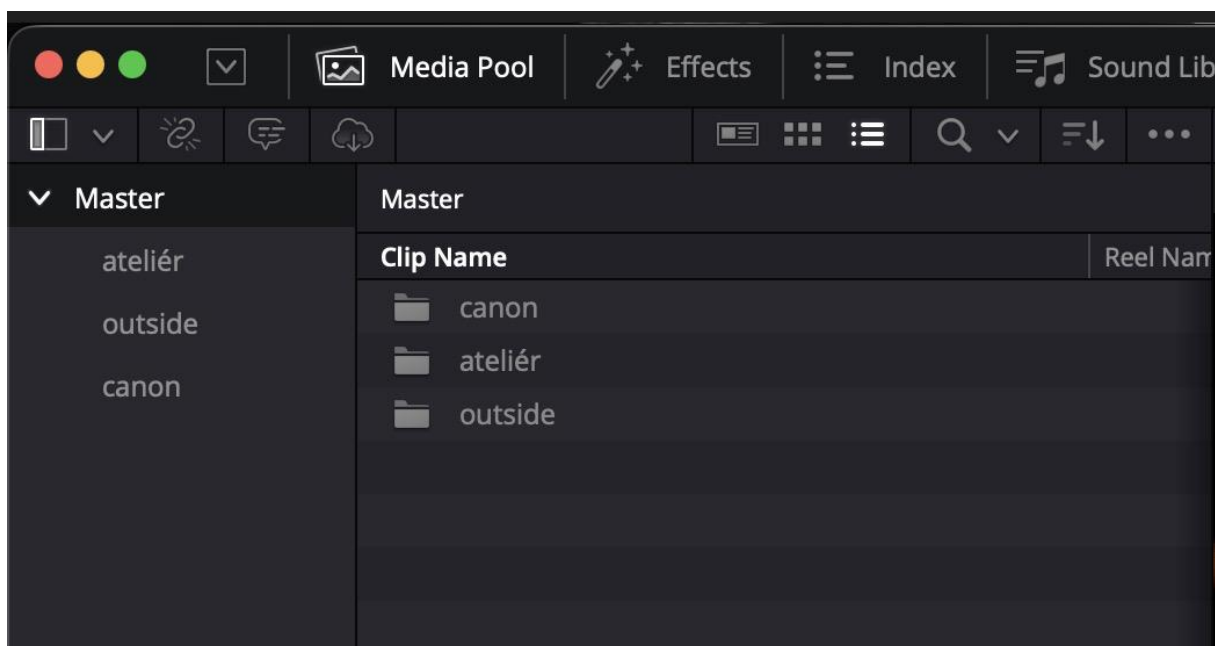 Media Pool Effects Index Sound Lib
Master
ateliér
outside
canon
Master
Clip Name Reel Nam
canon
ateliér
outside